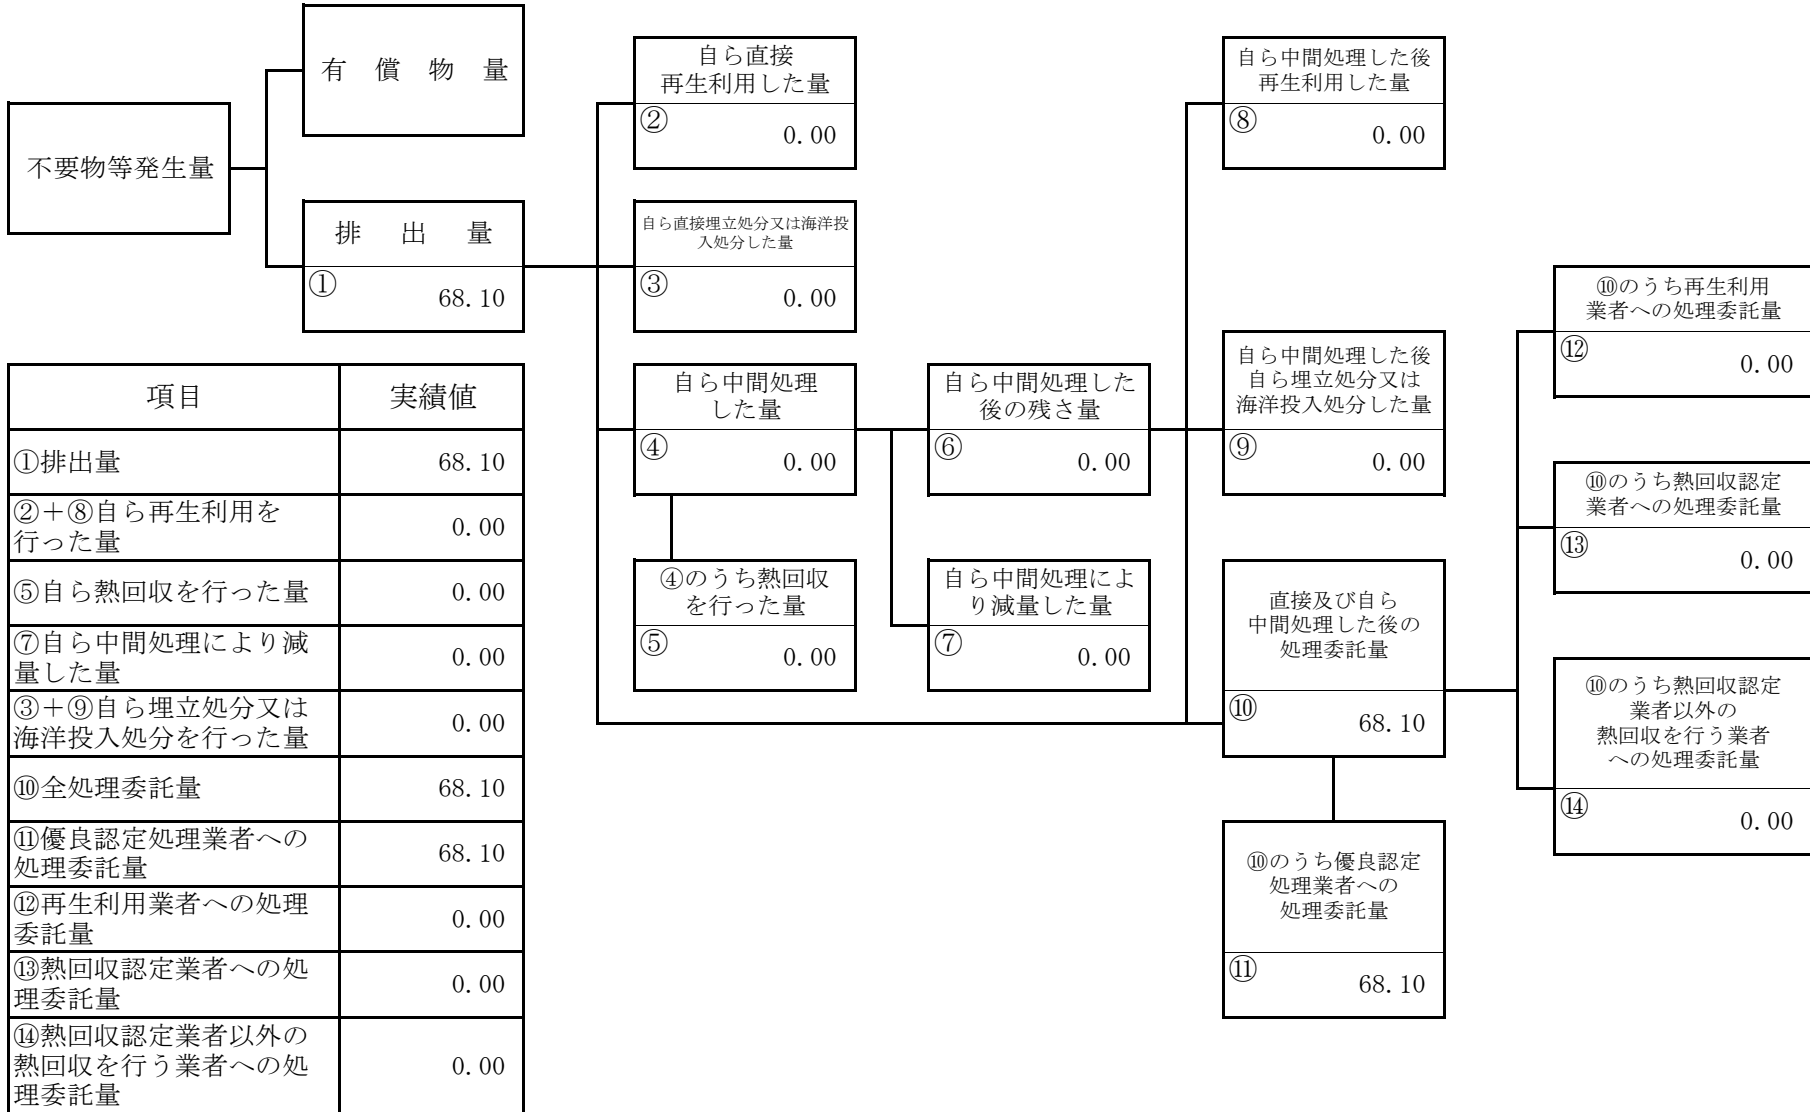 有　償　物　量
不要物等発生量
排　出　量
①
68.10
自ら直接
再生利用した量
②
0.00
自ら直接埋立処分又は海洋投
入処分した量
③
0.00
自ら中間処理
した量
④
0.00
④のうち熱回収
を行った量
⑤
0.00
自ら中間処理した
後の残さ量
⑥
0.00
自ら中間処理によ
り減量した量
⑦
0.00
自ら中間処理した後
再生利用した量
⑧
0.00
自ら中間処理した後
自ら埋立処分又は
海洋投入処分した量
⑨
0.00
直接及び自ら
中間処理した後の
処理委託量
⑩
68.10
⑩のうち優良認定
処理業者への
処理委託量
⑪
68.10
⑩のうち再生利用
業者への処理委託量
⑫
0.00
⑩のうち熱回収認定
業者への処理委託量
⑬
0.00
⑩のうち熱回収認定
業者以外の
熱回収を行う業者
への処理委託量
⑭
0.00
項目 実績値
①排出量 68.10
②＋⑧自ら再生利用を
行った量 0.00
⑤自ら熱回収を行った量 0.00
⑦自ら中間処理により減
量した量 0.00
③＋⑨自ら埋立処分又は
海洋投入処分を行った量 0.00
⑩全処理委託量 68.10
⑪優良認定処理業者への
処理委託量 68.10
⑫再生利用業者への処理
委託量 0.00
⑬熱回収認定業者への処
理委託量 0.00
⑭熱回収認定業者以外の
熱回収を行う業者への処
理委託量 0.00